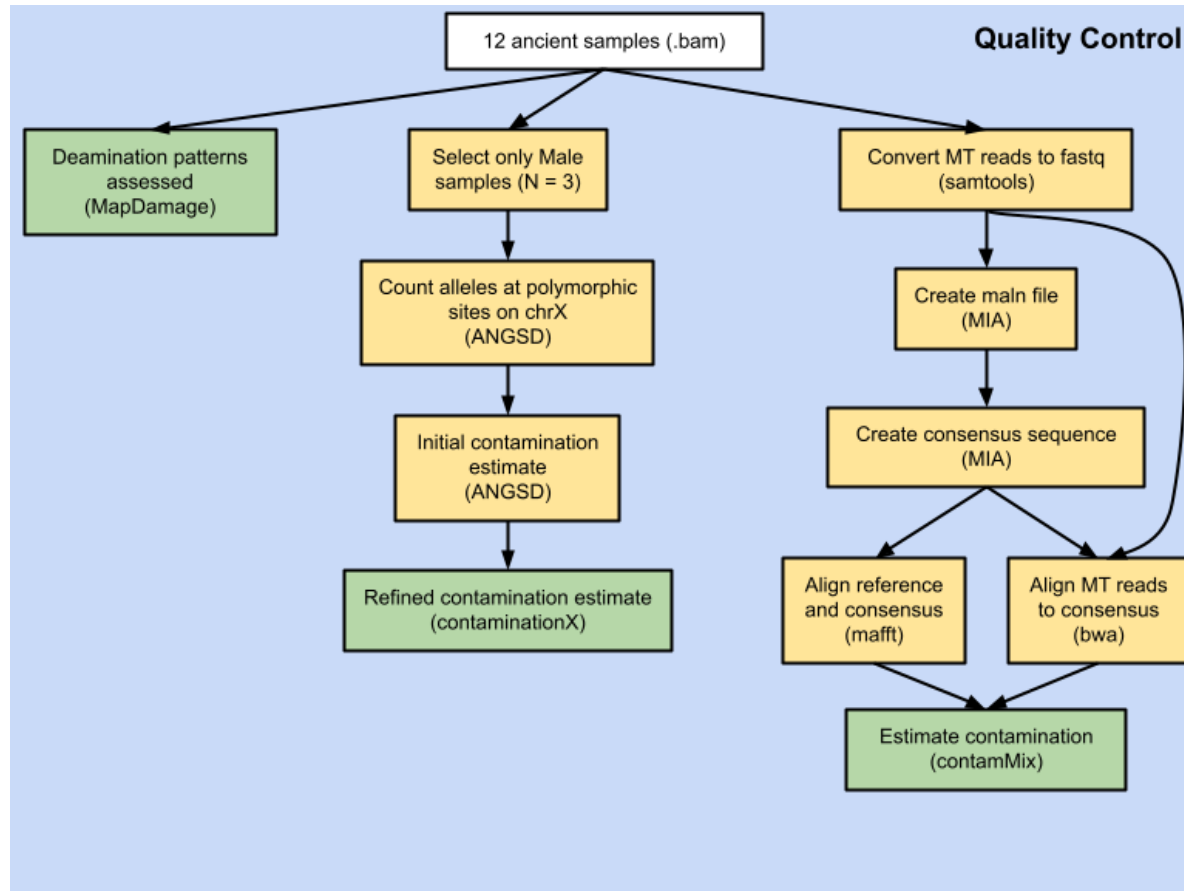 12 ancient samples (.bam)
Quality Control
Deamination patterns
assessed
(MapDamage)
Select only Male
samples (N = 3)
Convert MT reads to fastq
(samtools)
Count alleles at polymorphic
sites on chrX
(ANGSD)
Create maln file
(MIA)
Initial contamination
estimate
(ANGSD)
Create consensus sequence
(MIA)
Refined contamination estimate
(contaminationX)
Align reference
and consensus
(mafft)
Align MT reads
to consensus
(bwa)
Estimate contamination
(contamMix)